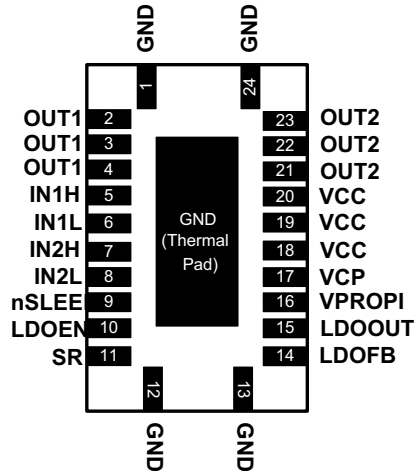 GND GND
1 24
OUT1 2 23 OUT2
OUT1 3 22 OUT2
OUT1 4 21 OUT2
IN1H 5 20 VCC
IN1L 6 19 VCC
IN2H 7 18 VCC
IN2L 8 17 VCP
nSLEE 9 16 VPROPI
LDOEN 10 15 LDOOUT
SR 11 14 LDOFB
GND
(Thermal
Pad)
12 13
GND GND